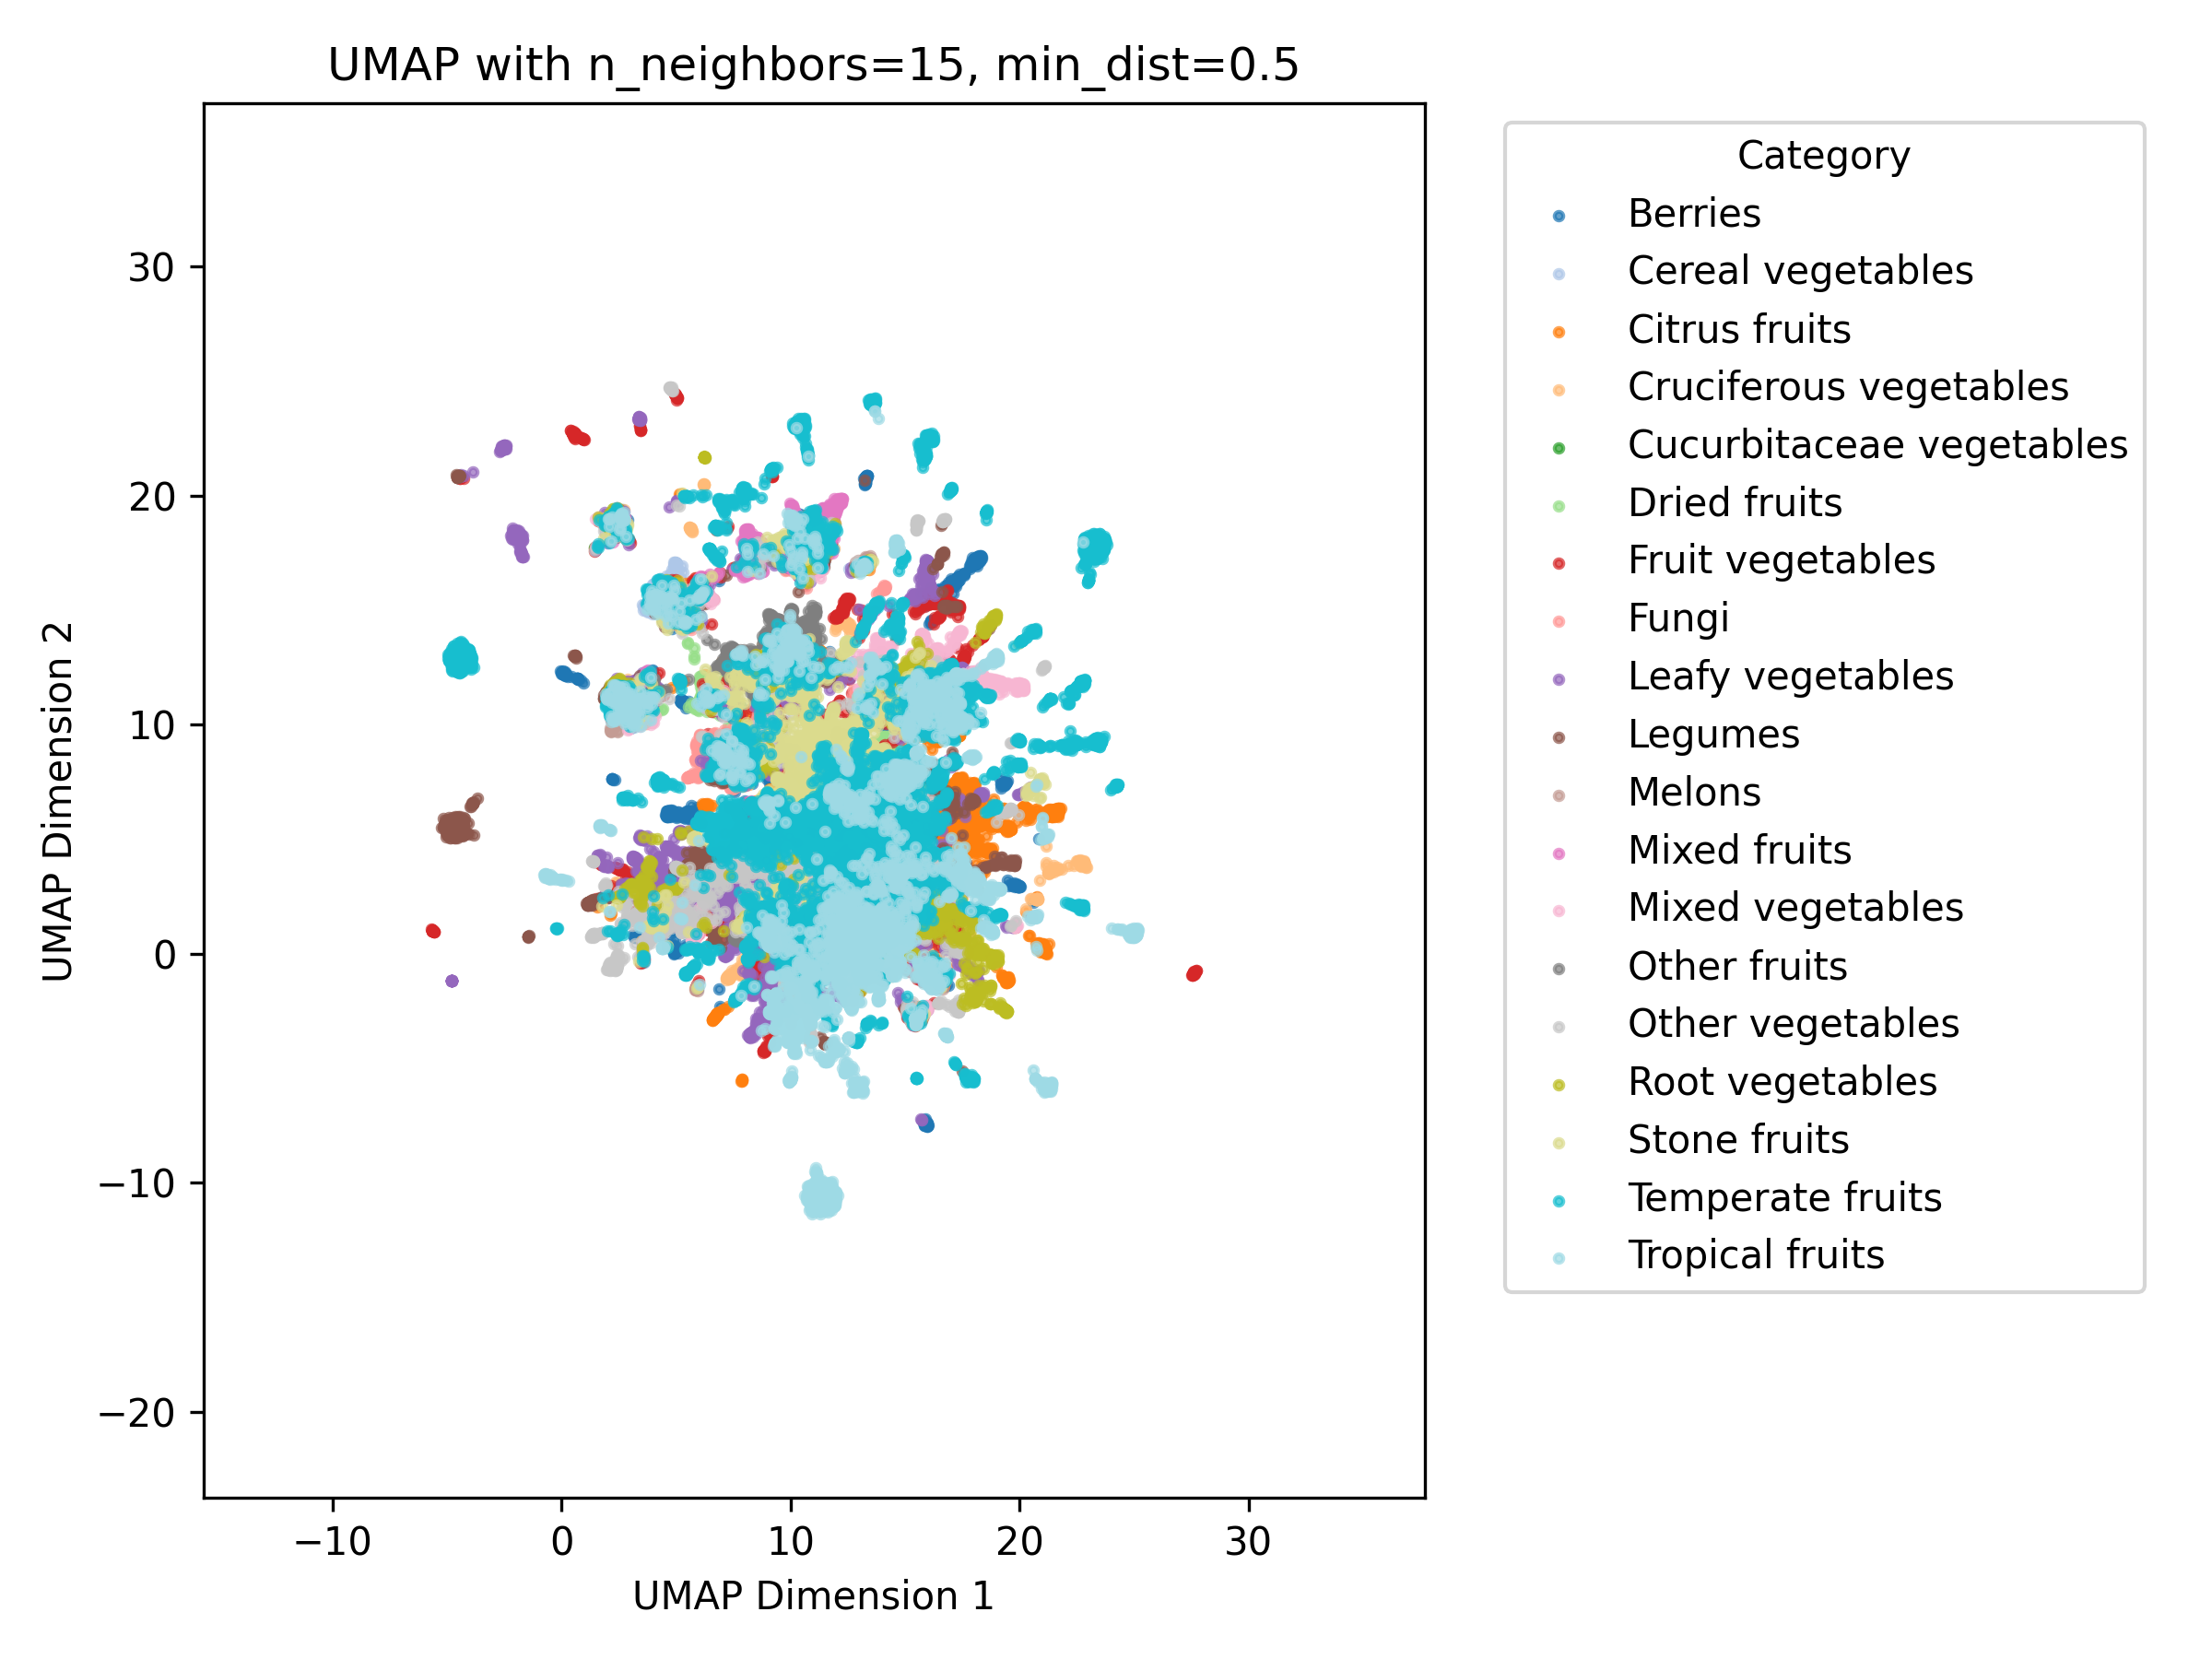 UMAP with n_neighbors=15, min_dist=0.5
30
20
10
0
−10
−20
−10
0
10
20
30
UMAP Dimension 1
UMAP Dimension 2
Category
Berries
Cereal vegetables
Citrus fruits
Cruciferous vegetables
Cucurbitaceae vegetables
Dried fruits
Fruit vegetables
Fungi
Leafy vegetables
Legumes
Melons
Mixed fruits
Mixed vegetables
Other fruits
Other vegetables
Root vegetables
Stone fruits
Temperate fruits
Tropical fruits